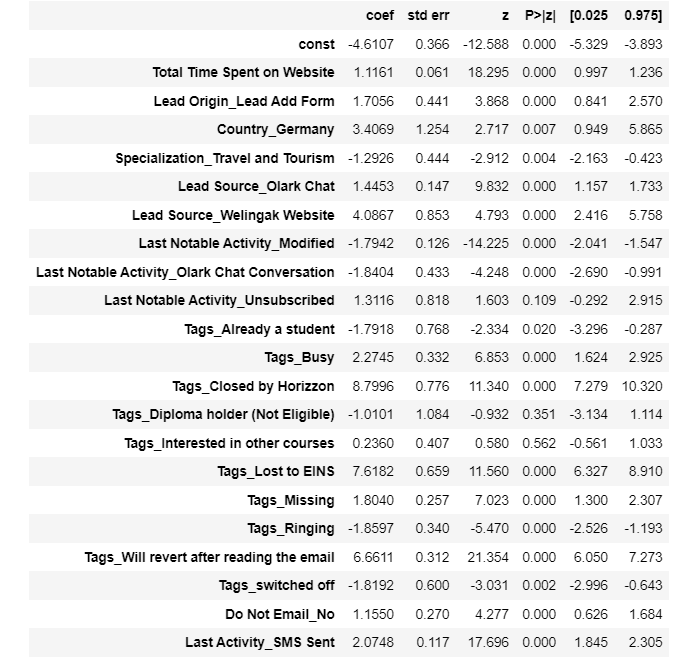 coef std err z P>|z| [0.025 0.975]
const -4.6107 0.366 -12.588 0.000 -5.329 -3.893
Total Time Spent on Website 1.1161 0.061 18.295 0.000 0.997 1.236
Lead Origin_Lead Add Form 1.7056 0.441 3.868 0.000 0.841 2.570
Country_Germany 3.4069 1.254 2.717 0.007 0.949 5.865
Specialization_Travel and Tourism -1.2926 0.444 -2.912 0.004 -2.163 -0.423
Lead Source_Olark Chat 1.4453 0.147 9.832 0.000 1.157 1.733
Lead Source_Welingak Website 4.0867 0.853 4.793 0.000 2.416 5.758
Last Notable Activity_Modified -1.7942 0.126 -14.225 0.000 -2.041 -1.547
Last Notable Activity_Olark Chat Conversation -1.8404 0.433 -4.248 0.000 -2.690 -0.991
Last Notable Activity_Unsubscribed 1.3116 0.818 1.603 0.109 -0.292 2.915
Tags_Already a student -1.7918 0.768 -2.334 0.020 -3.296 -0.287
Tags_Busy 2.2745 0.332 6.853 0.000 1.624 2.925
Tags_Closed by Horizzon 8.7996 0.776 11.340 0.000 7.279 10.320
Tags_Diploma holder (Not Eligible) -1.0101 1.084 -0.932 0.351 -3.134 1.114
Tags_Interested in other courses 0.2360 0.407 0.580 0.562 -0.561 1.033
Tags_Lost to EINS 7.6182 0.659 11.560 0.000 6.327 8.910
Tags_Missing 1.8040 0.257 7.023 0.000 1.300 2.307
Tags_Ringing -1.8597 0.340 -5.470 0.000 -2.526 -1.193
Tags_Will revert after reading the email 6.6611 0.312 21.354 0.000 6.050 7.273
Tags_switched off -1.8192 0.600 -3.031 0.002 -2.996 -0.643
Do Not Email_No 1.1550 0.270 4.277 0.000 0.626 1.684
Last Activity_SMS Sent 2.0748 0.117 17.696 0.000 1.845 2.305